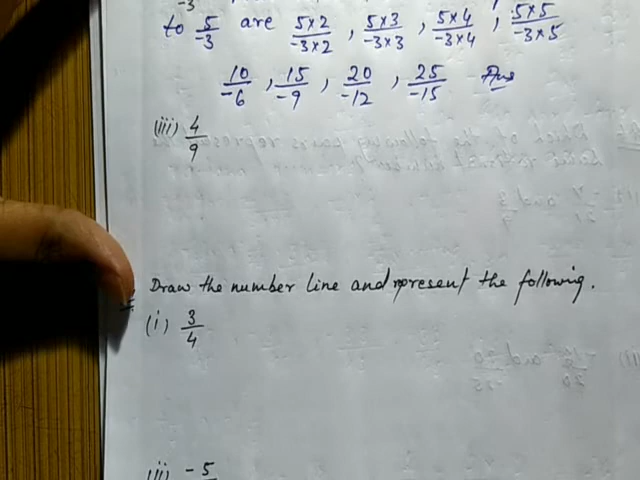 -3
to 5/-3 are 5×2/-3×2 , 5×3/-3×3 , 5×4/-3×4 , 5×5/-3×5
10/-6 , 15/-9 , 20/-12 , 25/-15 Ans
(iii) 4/9
Draw the number line and represent the following.
(i) 3/4
(ii) -5